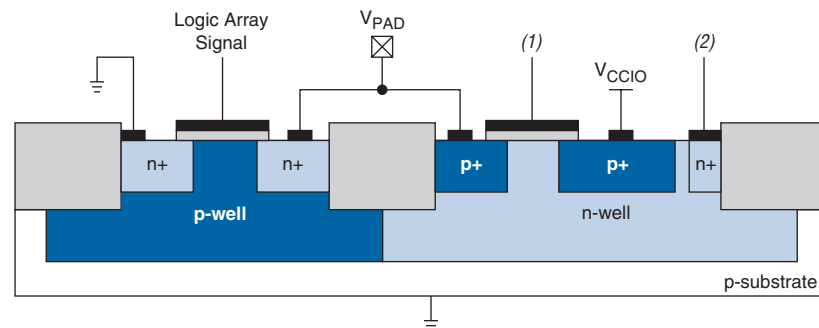 Logic Array
Signal
VPAD
(1)
(2)
VCCIO
n+
n+
p+
p+
n+
p-well
n-well
p-substrate